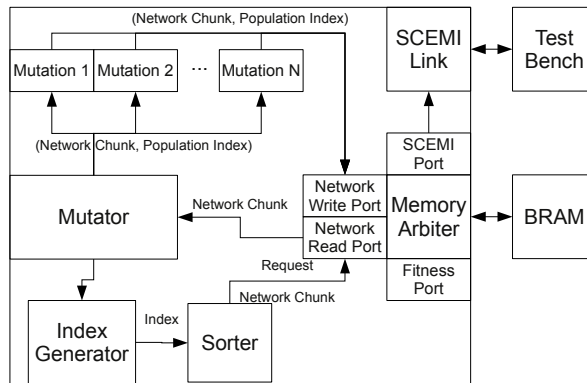 (Network Chunk, Population Index)
SCEMI
Link
Test
Bench
Mutation 1
Mutation 2
...
Mutation N
(Network Chunk, Population Index)
SCEMI
Port
Mutator
Network Chunk
Network
Write Port
Network
Read Port
Memory
Arbiter
BRAM
Request
Network Chunk
Fitness
Port
Index
Generator
Index
Sorter